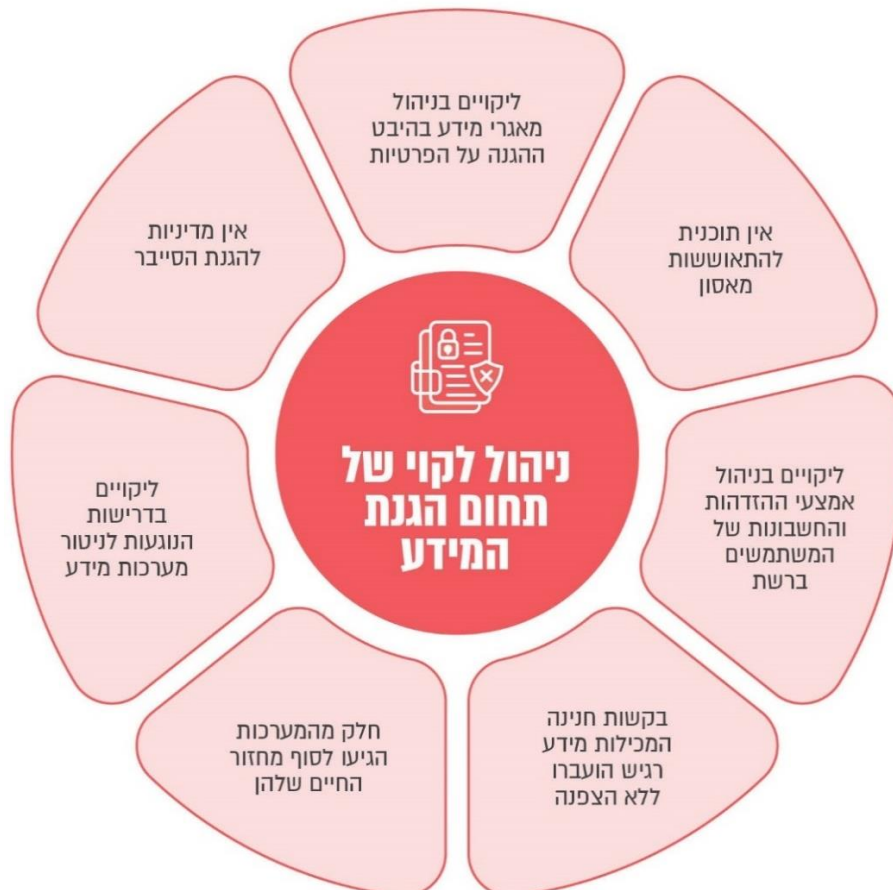 ליקויים בניהול
מאגרי מידע בהיבט
ההגנה על הפרטיות
אין תוכנית
להתאוששות
מאסון
ליקויים בניהול
אמצעי ההזדהות
והחשבונות של
המשתמשים
ברשת
בקשות חנינה
המכילות מידע
רגיש הועברו
ללא הצפנה
חלק מהמערכות
הגיעו לסוף מחזור
החיים שלהן
ליקויים
בדרישות
הנוגעות לניטור
מערכות מידע
אין מדיניות
להגנת הסייבר
ניהול לקוי של
תחום הגנת
המידע